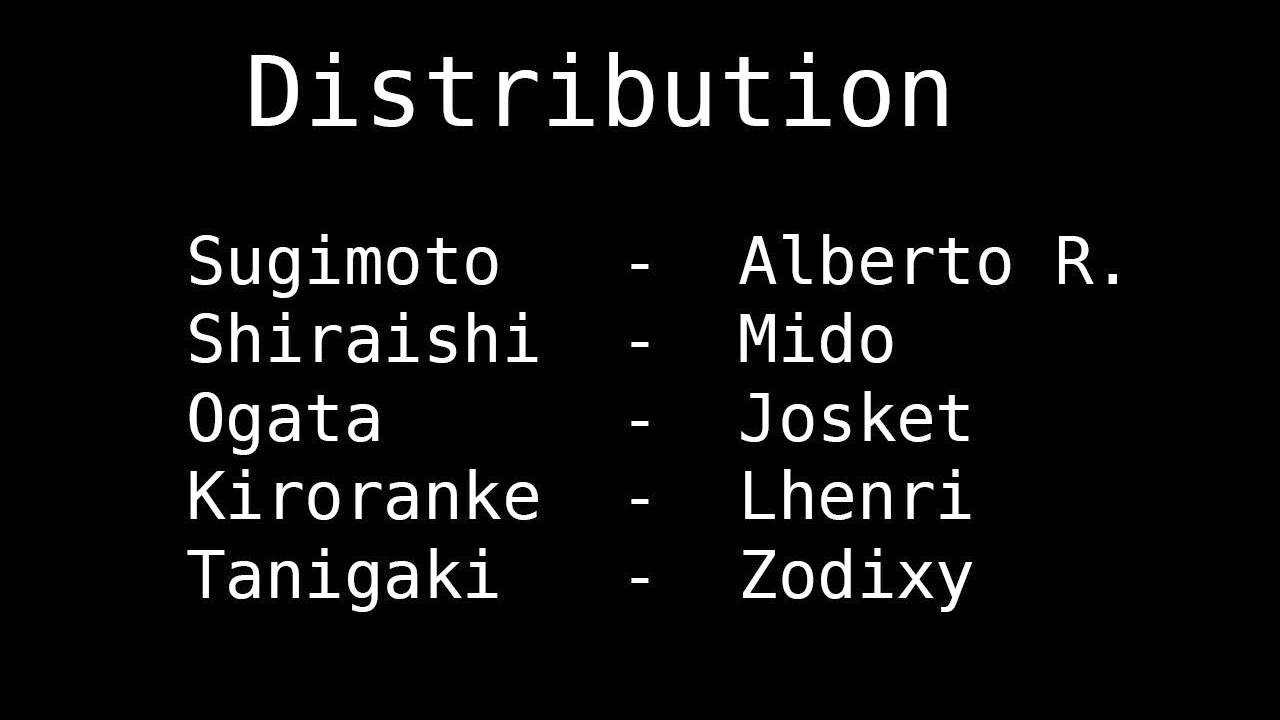 Distribution
Sugimoto - Alberto R.
Shiraishi - Mido
Ogata - Josket
Kiroranke - Lhenri
Tanigaki - Zodixy